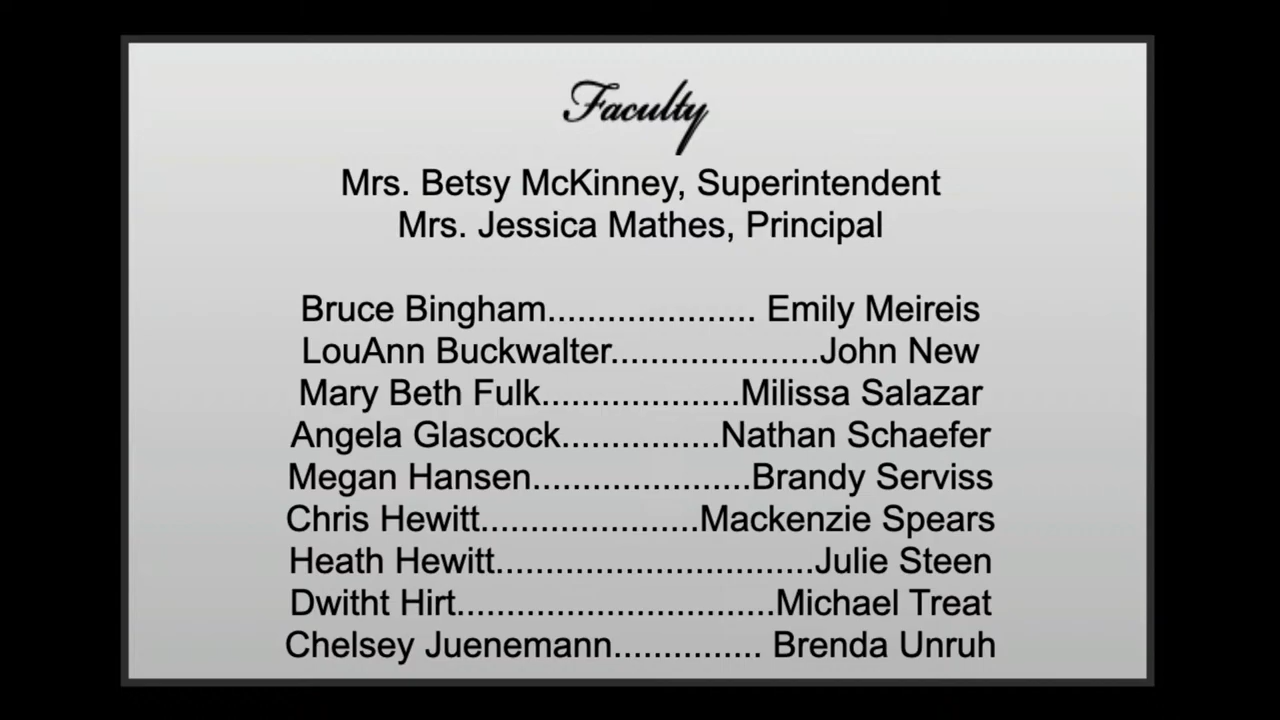 Faculty
Mrs. Betsy McKinney, Superintendent
Mrs. Jessica Mathes, Principal
Bruce Bingham..................... Emily Meireis
LouAnn Buckwalter.....................John New
Mary Beth Fulk....................Milissa Salazar
Angela Glascock................Nathan Schaefer
Megan Hansen......................Brandy Serviss
Chris Hewitt......................Mackenzie Spears
Heath Hewitt................................Julie Steen
Dwitht Hirt................................Michael Treat
Chelsey Juenemann............... Brenda Unruh